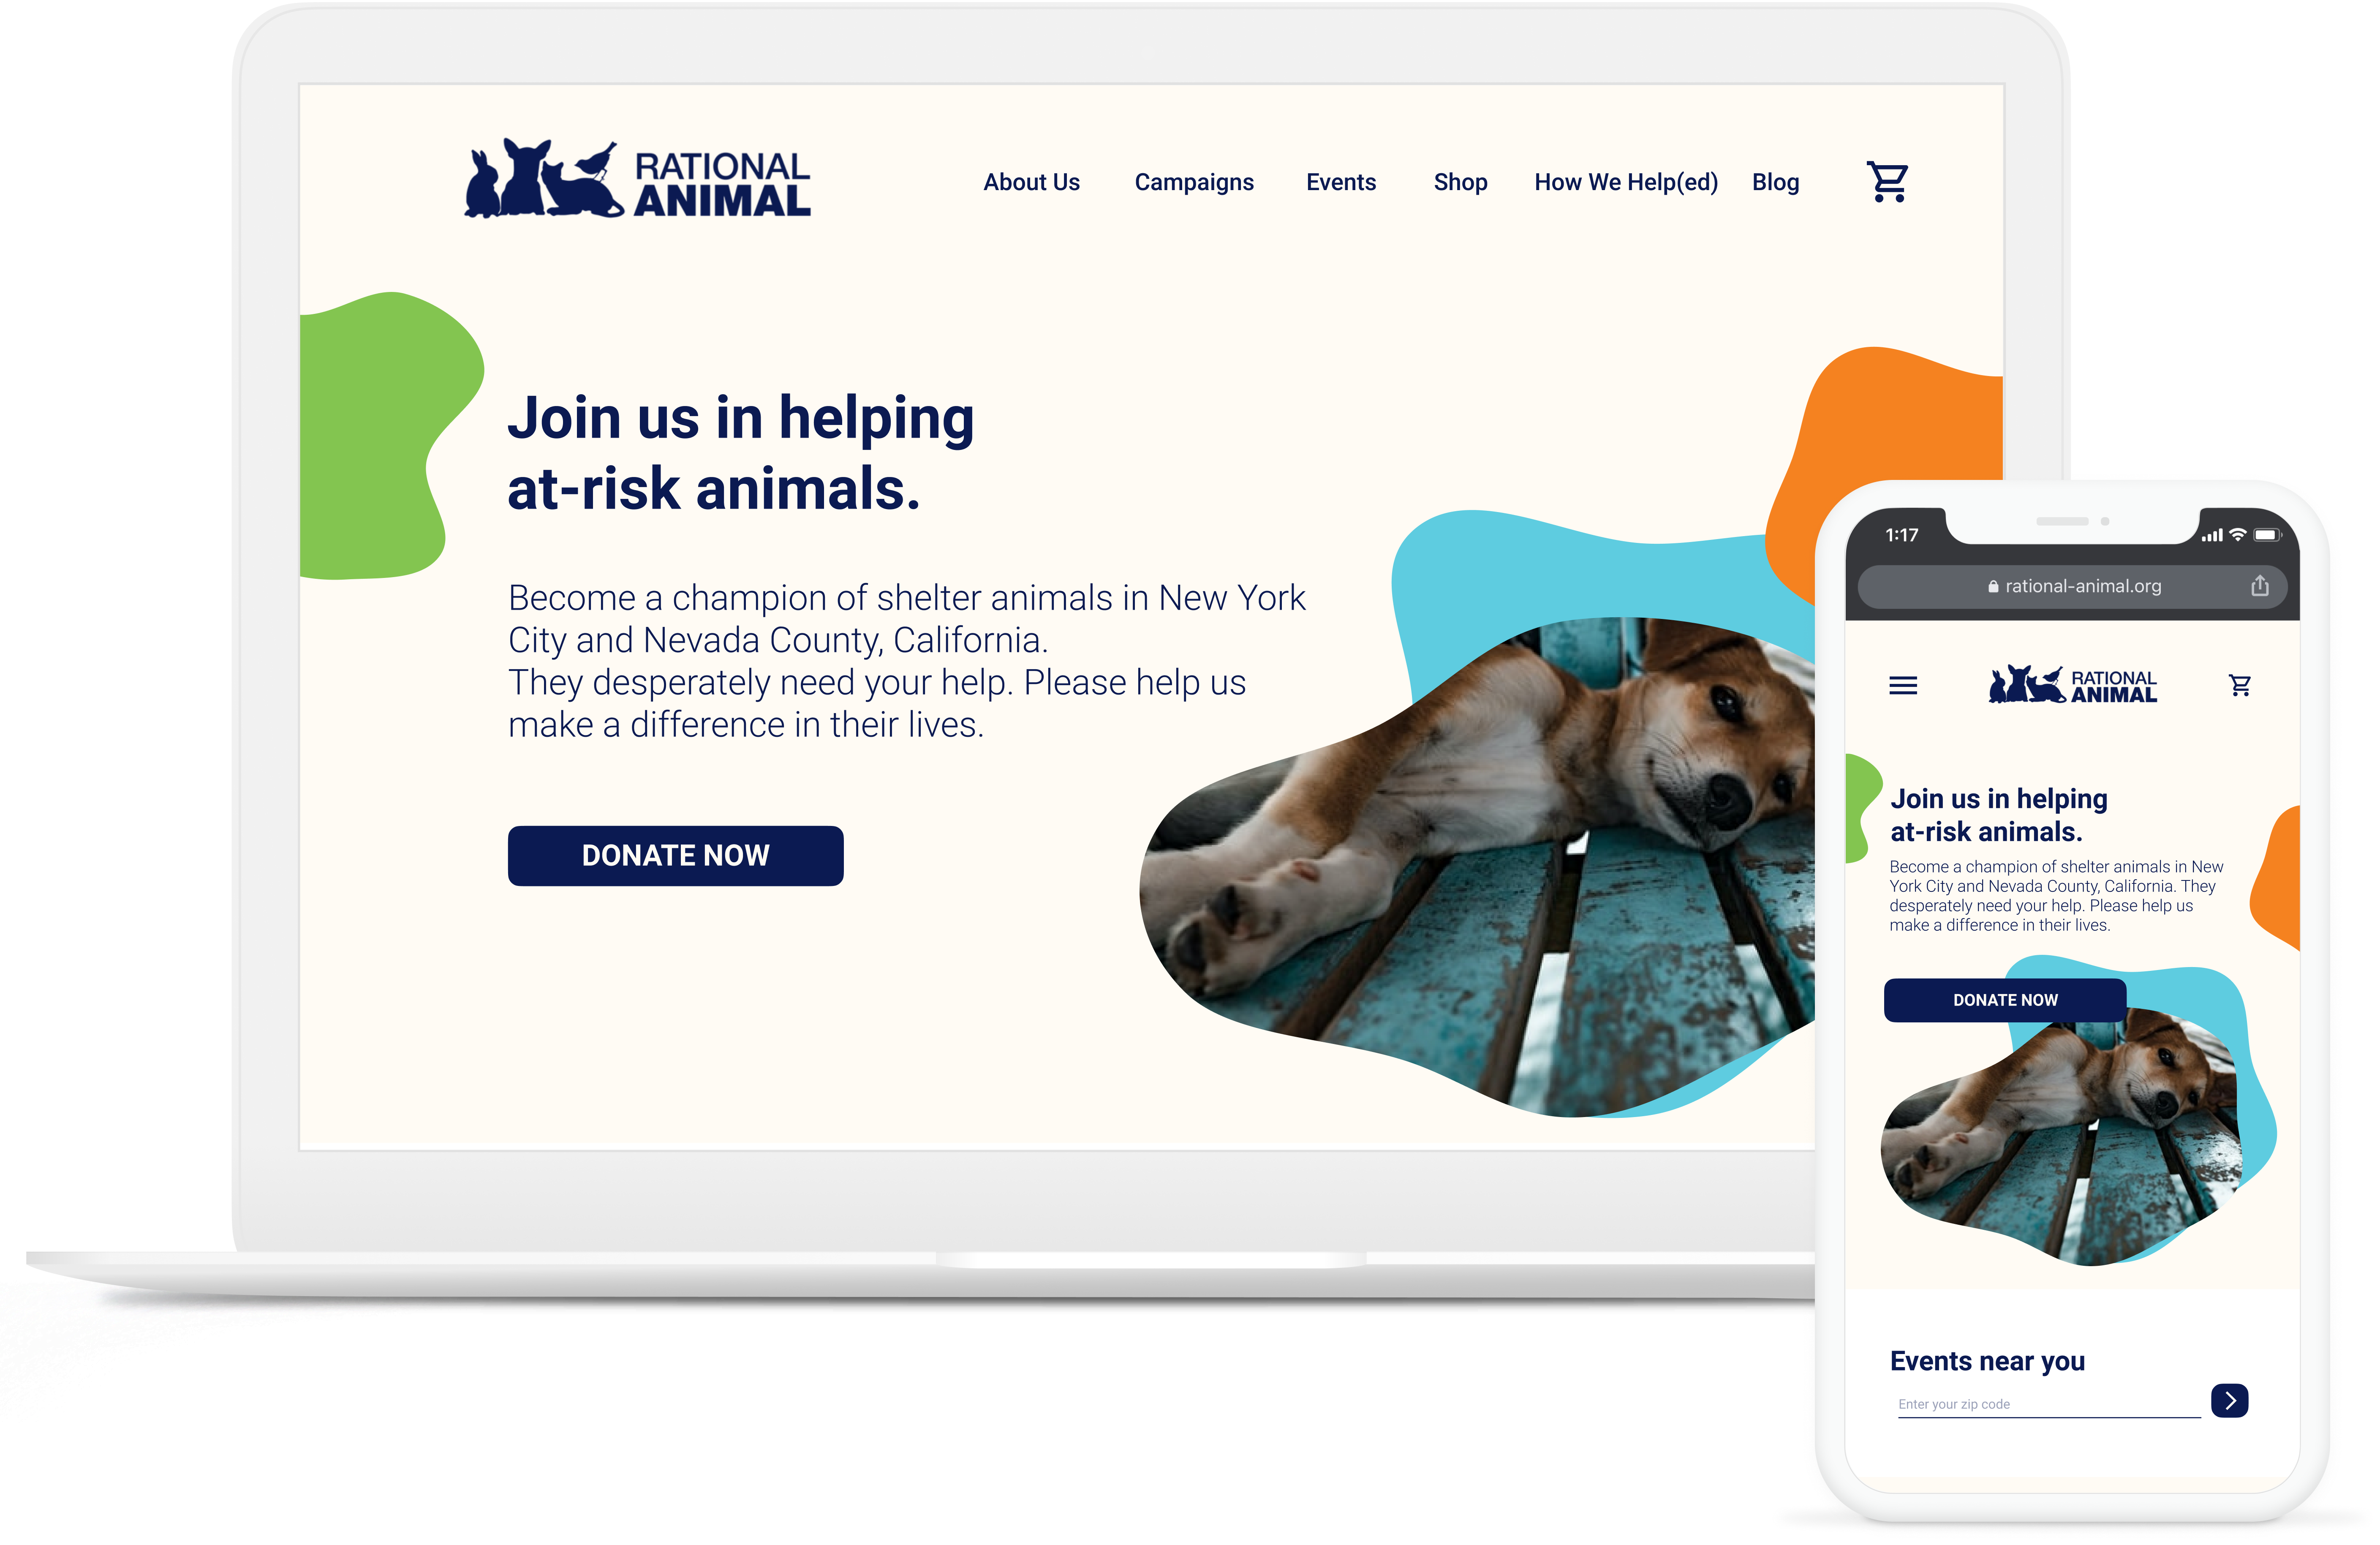 RATIONAL
ANIMAL
About Us Campaigns Events Shop How We Help(ed) Blog
Join us in helping
at-risk animals.
Become a champion of shelter animals in New York
City and Nevada County, California.
They desperately need your help. Please help us
make a difference in their lives.
DONATE NOW
1:17
rational-animal.org
RATIONAL
ANIMAL
Join us in helping
at-risk animals.
Become a champion of shelter animals in New
York City and Nevada County, California. They
desperately need your help. Please help us
make a difference in their lives.
DONATE NOW
Events near you
Enter your zip code